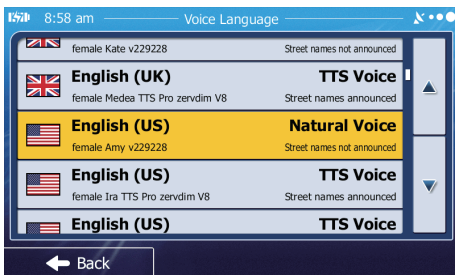 8:58 am Voice Language
female Kate v229228 Street names not announced
English (UK) TTS Voice
female Medea TTS Pro zervdim V8 Street names announced
English (US) Natural Voice
female Amy v229228 Street names not announced
English (US) TTS Voice
female Ira TTS Pro zervdim V8 Street names announced
English (US) TTS Voice
Back